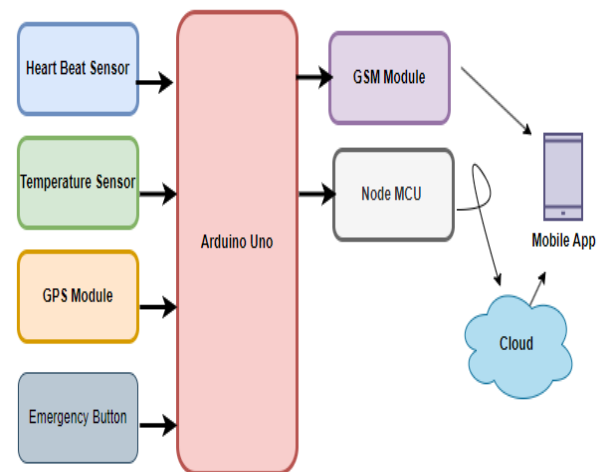 Heart Beat Sensor
Temperature Sensor
GPS Module
Emergency Button
Arduino Uno
GSM Module
Node MCU
Mobile App
Cloud